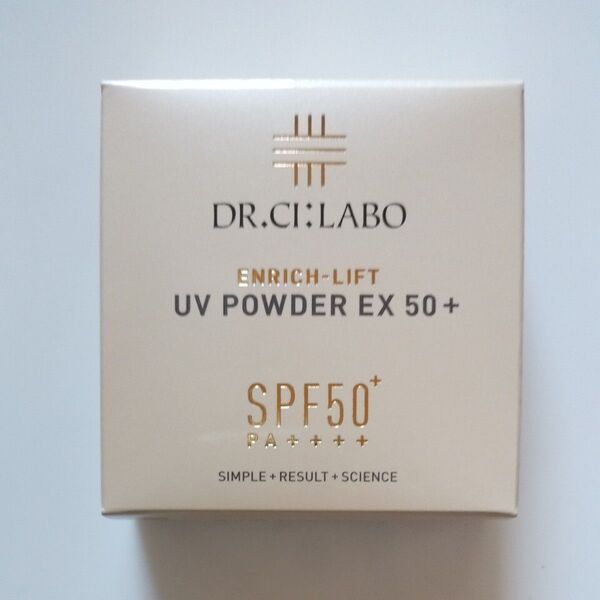 DR.CI:LABO
ENRICH-LIFT
UV POWDER EX 50+
SPF50+
PA++++
SIMPLE+RESULT+SCIENCE